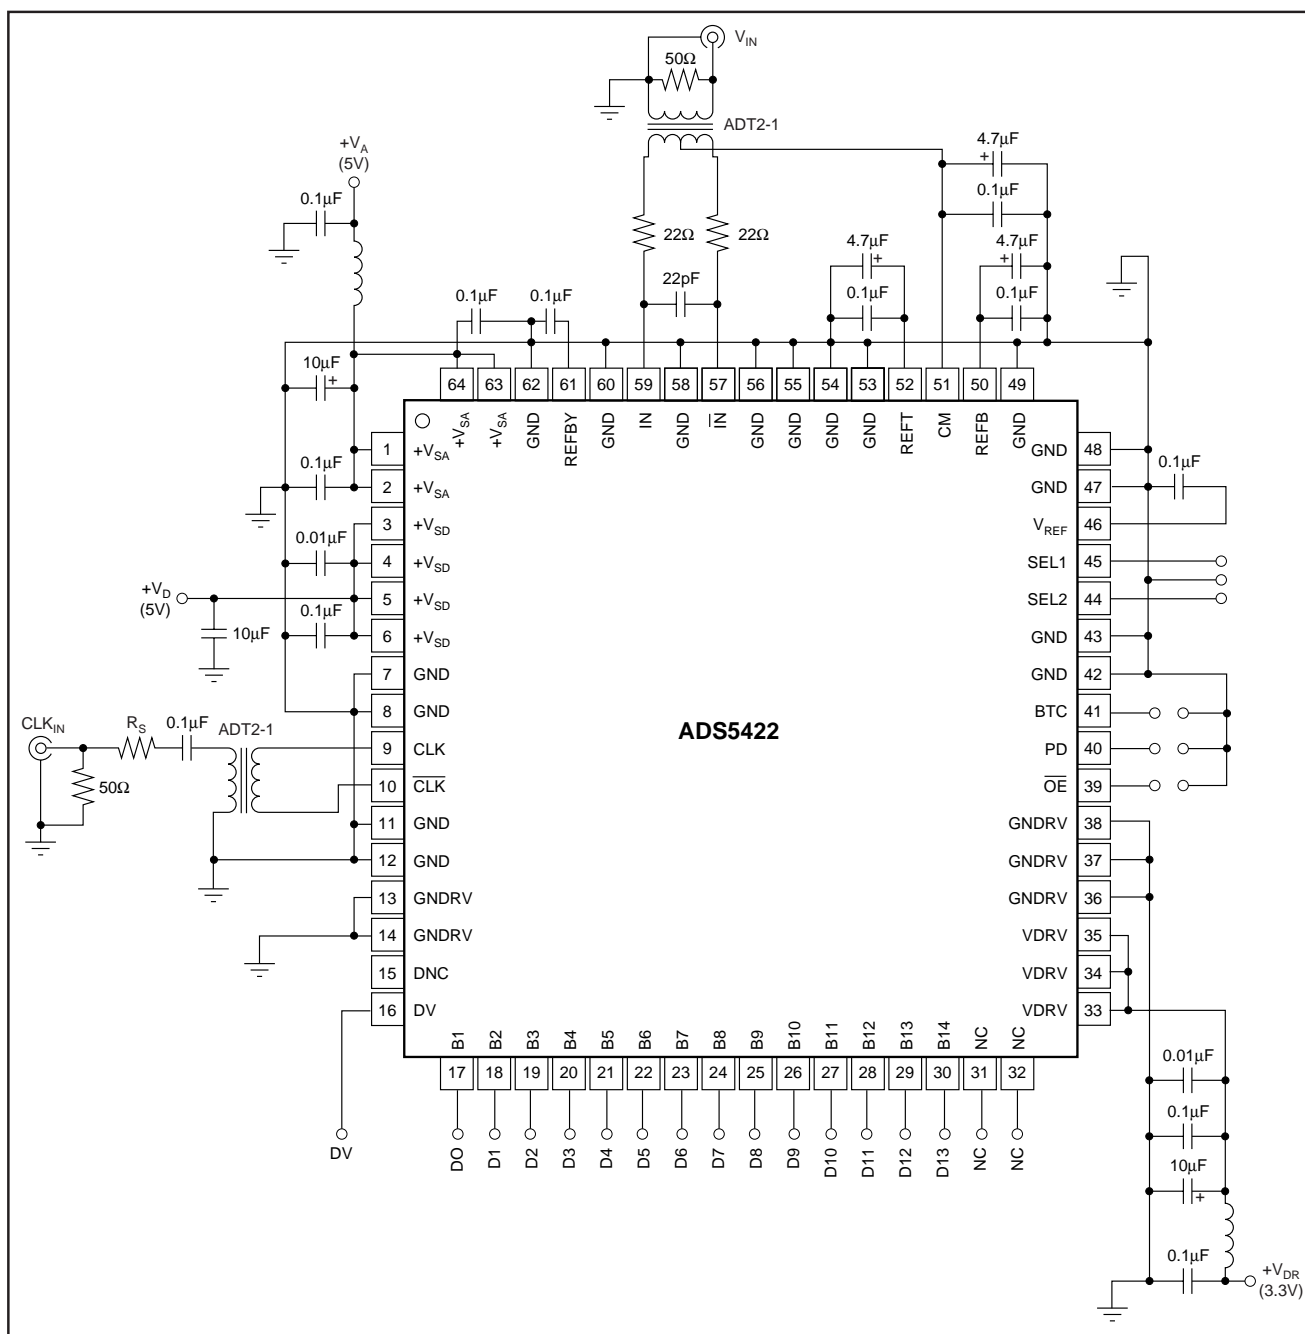 V_IN
50Ω
ADT2-1
+V_A
(5V)
4.7µF
+
0.1µF
0.1µF
22Ω
22Ω
4.7µF
+
4.7µF
+
22pF
0.1µF
0.1µF
0.1µF
0.1µF
10µF
+
64 63 62 61 60 59 58 57 56 55 54 53 52 51 50 49
+V_SA +V_SA GND REFBY GND IN GND I̅N̅ GND GND GND GND REFT CM REFB GND
1 +V_SA
GND 48
0.1µF
0.1µF
2 +V_SA
GND 47
3 +V_SD
V_REF 46
0.01µF
4 +V_SD
SEL1 45
+V_D
(5V)
5 +V_SD
SEL2 44
0.1µF
10µF
6 +V_SD
GND 43
7 GND
GND 42
8 GND
BTC 41
CLK_IN
R_S
0.1µF
ADT2-1
ADS5422
9 CLK
PD 40
50Ω
10 C̅L̅K̅
O̅E̅ 39
11 GND
GNDRV 38
12 GND
GNDRV 37
13 GNDRV
GNDRV 36
14 GNDRV
VDRV 35
15 DNC
VDRV 34
16 DV
VDRV 33
B1 B2 B3 B4 B5 B6 B7 B8 B9 B10 B11 B12 B13 B14 NC NC
17 18 19 20 21 22 23 24 25 26 27 28 29 30 31 32
0.01µF
0.1µF
DV
DO D1 D2 D3 D4 D5 D6 D7 D8 D9 D10 D11 D12 D13 NC NC
10µF
+
0.1µF
+V_DR
(3.3V)